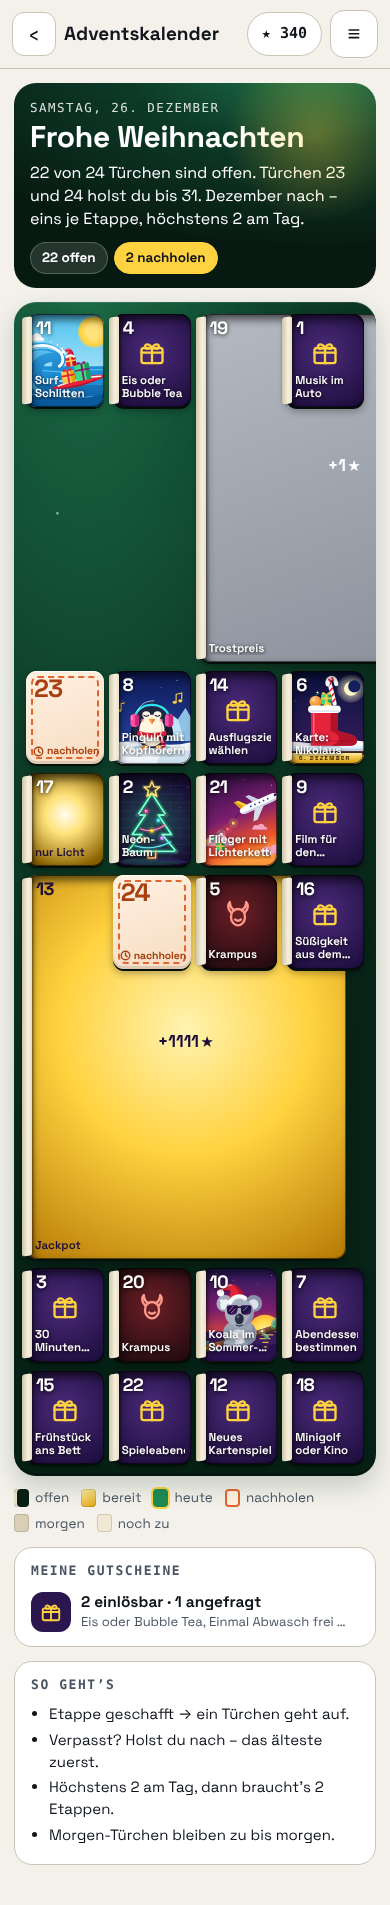 <
Adventskalender
★ 340
≡
SAMSTAG, 26. DEZEMBER
Frohe Weihnachten
22 von 24 Türchen sind offen. Türchen 23
und 24 holst du bis 31. Dezember nach –
eins je Etappe, höchstens 2 am Tag.
22 offen
2 nachholen
11
Surf-
Schlitten
4
Eis oder
Bubble Tea
19
+1★
Trostpreis
1
Musik im
Auto
23
nachholen
8
Pinguin mit
Kopfhörern
14
Ausflugszie
wählen
6
Karte:
Nikolaus
6. DEZEMBER
17
nur Licht
2
Neon-
Baum
21
Flieger mit
Lichterkette
9
Film für
den…
13
+1111★
Jackpot
24
nachholen
5
Krampus
16
Süßigkeit
aus dem…
3
30
Minuten…
20
Krampus
10
Koala im
Sommer-…
7
Abendessen
bestimmen
15
Frühstück
ans Bett
22
Spieleabend
12
Neues
Kartenspiel
18
Minigolf
oder Kino
offen
bereit
heute
nachholen
morgen
noch zu
MEINE GUTSCHEINE
2 einlösbar · 1 angefragt
Eis oder Bubble Tea, Einmal Abwasch frei …
SO GEHT’S
• Etappe geschafft → ein Türchen geht auf.
• Verpasst? Holst du nach – das älteste
zuerst.
• Höchstens 2 am Tag, dann braucht’s 2
Etappen.
• Morgen-Türchen bleiben zu bis morgen.